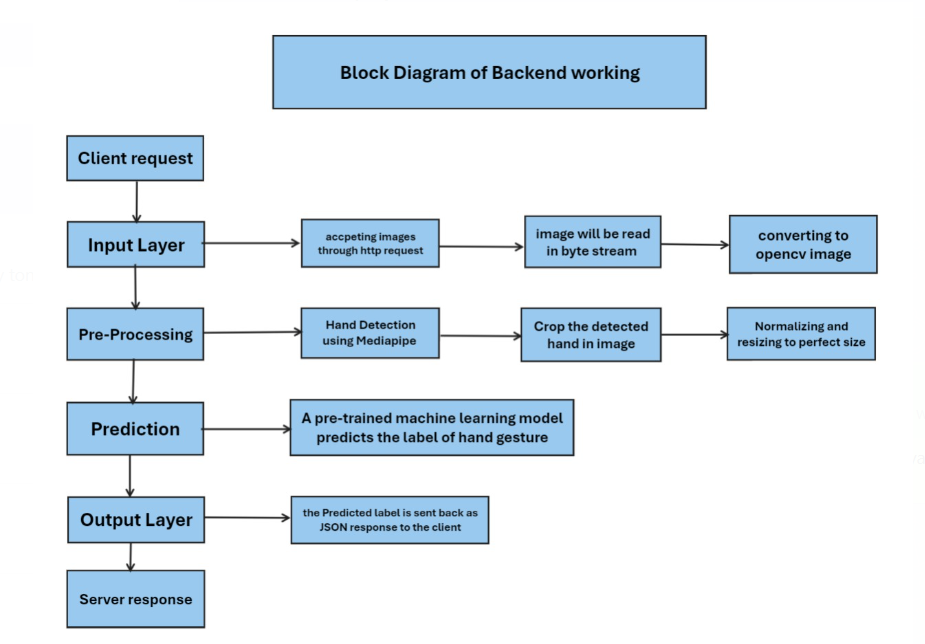 Block Diagram of Backend working
Client request
Input Layer
accpeting images
through http request
image will be read
in byte stream
converting to
opencv image
Pre-Processing
Hand Detection
using Mediapipe
Crop the detected
hand in image
Normalizing and
resizing to perfect size
Prediction
A pre-trained machine learning model
predicts the label of hand gesture
Output Layer
the Predicted label is sent back as
JSON response to the client
Server response